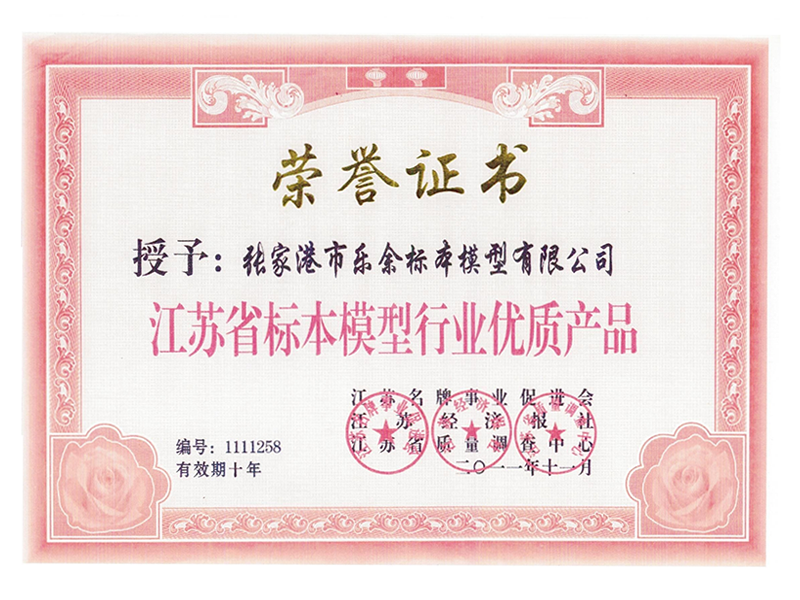 荣誉证书
授予：张家港市乐余标本模型有限公司
江苏省标本模型行业优质产品
江苏名牌事业促进会
江苏经济报社
江苏省质量调查中心
二〇一一年十一月
编号：1111258
有效期十年